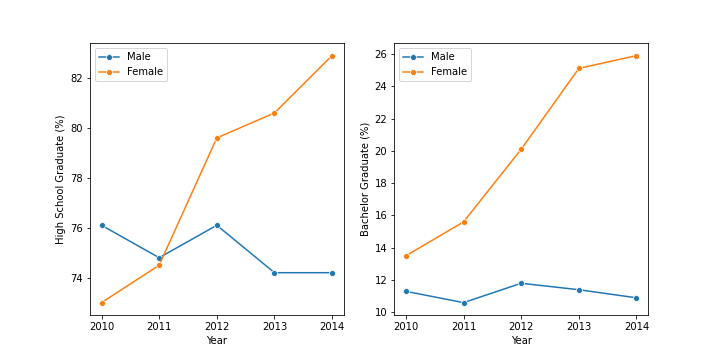 High School Graduate (%)
82
80
78
76
74
Male
Female
2010 2011 2012 2013 2014
Year
Bachelor Graduate (%)
26
24
22
20
18
16
14
12
10
Male
Female
2010 2011 2012 2013 2014
Year